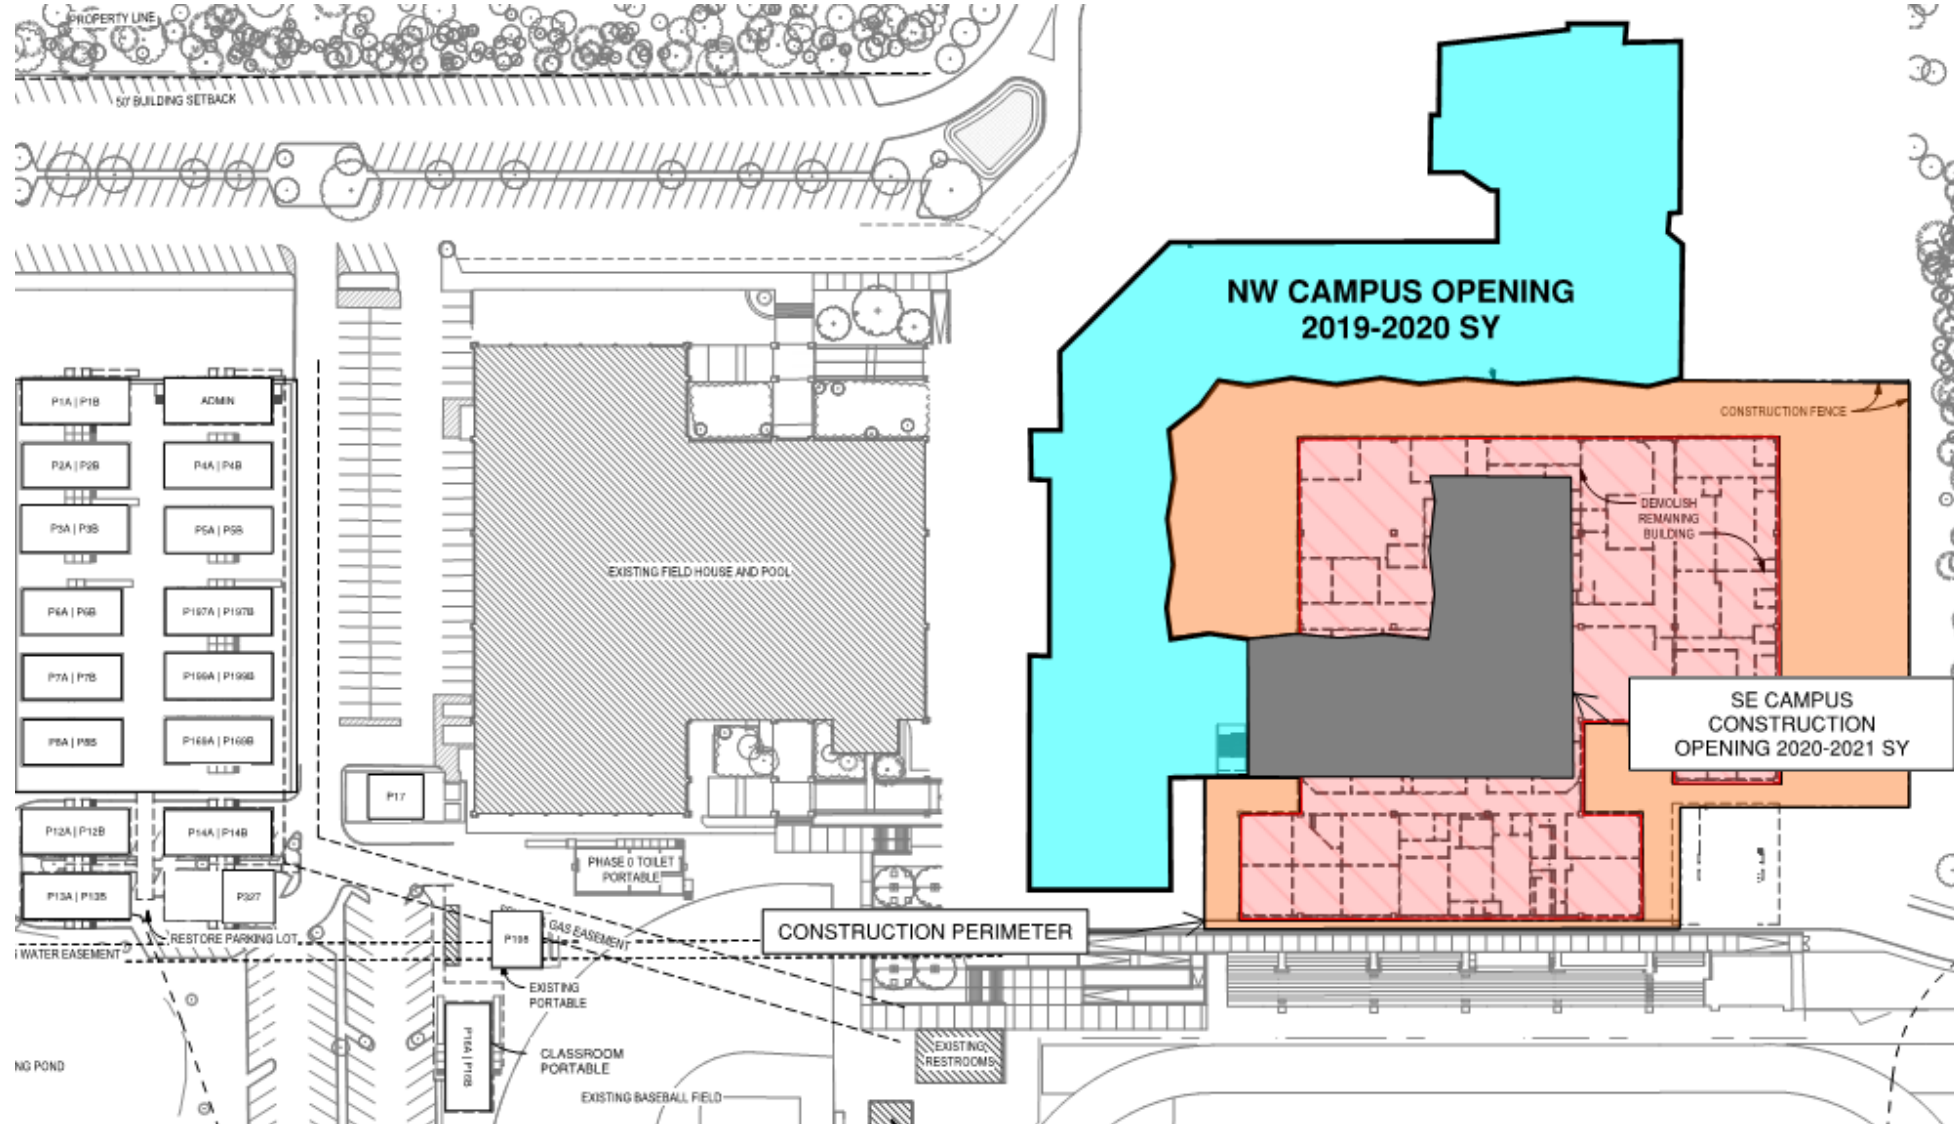 PROPERTY LINE
50' BUILDING SETBACK
NW CAMPUS OPENING
2019-2020 SY
CONSTRUCTION FENCE
P1A | P1B
ADMIN
P2A | P2B
P4A | P4B
P3A | P3B
P5A | P5B
DEMOLISH
REMAINING
BUILDING
EXISTING FIELD HOUSE AND POOL
P6A | P6B
P197A | P197B
P7A | P7B
P199A | P199B
SE CAMPUS
CONSTRUCTION
OPENING 2020-2021 SY
P8A | P8B
P169A | P169B
P17
P12A | P12B
P14A | P14B
PHASE 0 TOILET
PORTABLE
P13A | P13B
P327
CONSTRUCTION PERIMETER
RESTORE PARKING LOT
GAS EASEMENT
P198
WATER EASEMENT
EXISTING
PORTABLE
P16A | P16B
CLASSROOM
PORTABLE
EXISTING
RESTROOMS
NG POND
EXISTING BASEBALL FIELD